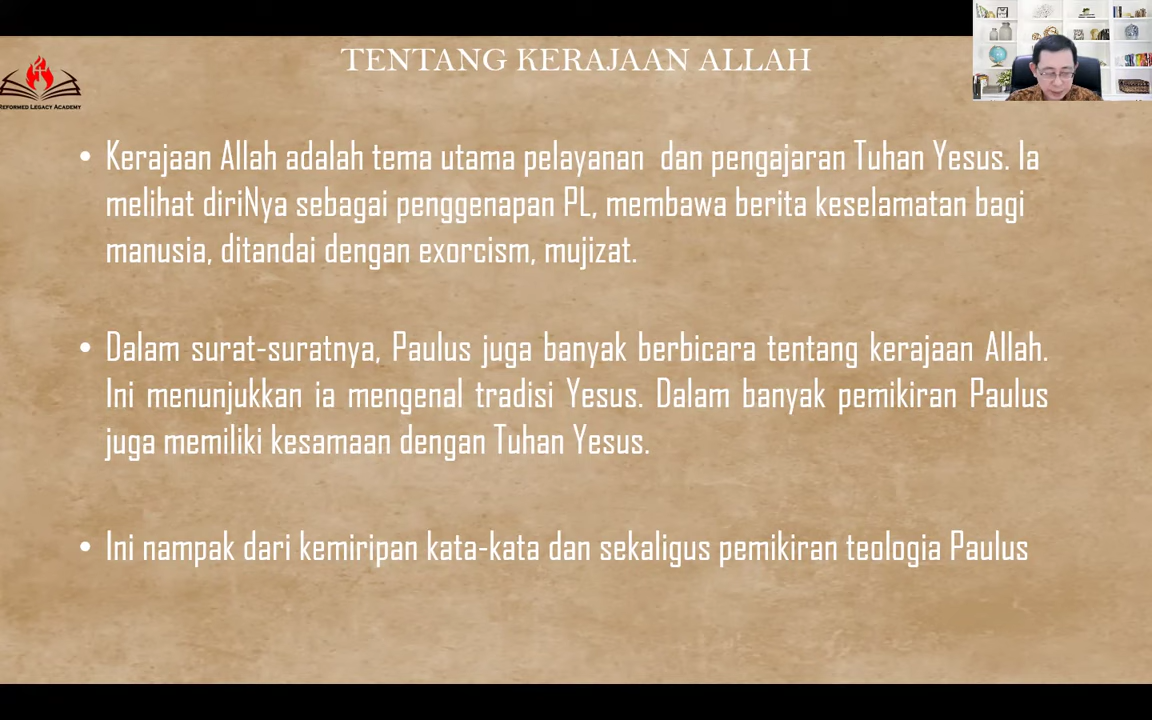 TENTANG KERAJAAN ALLAH
REFORMED LEGACY ACADEMY
• Kerajaan Allah adalah tema utama pelayanan dan pengajaran Tuhan Yesus. Ia
melihat diriNya sebagai penggenapan PL, membawa berita keselamatan bagi
manusia, ditandai dengan exorcism, mujizat.
• Dalam surat-suratnya, Paulus juga banyak berbicara tentang kerajaan Allah.
Ini menunjukkan ia mengenal tradisi Yesus. Dalam banyak pemikiran Paulus
juga memiliki kesamaan dengan Tuhan Yesus.
• Ini nampak dari kemiripan kata-kata dan sekaligus pemikiran teologia Paulus